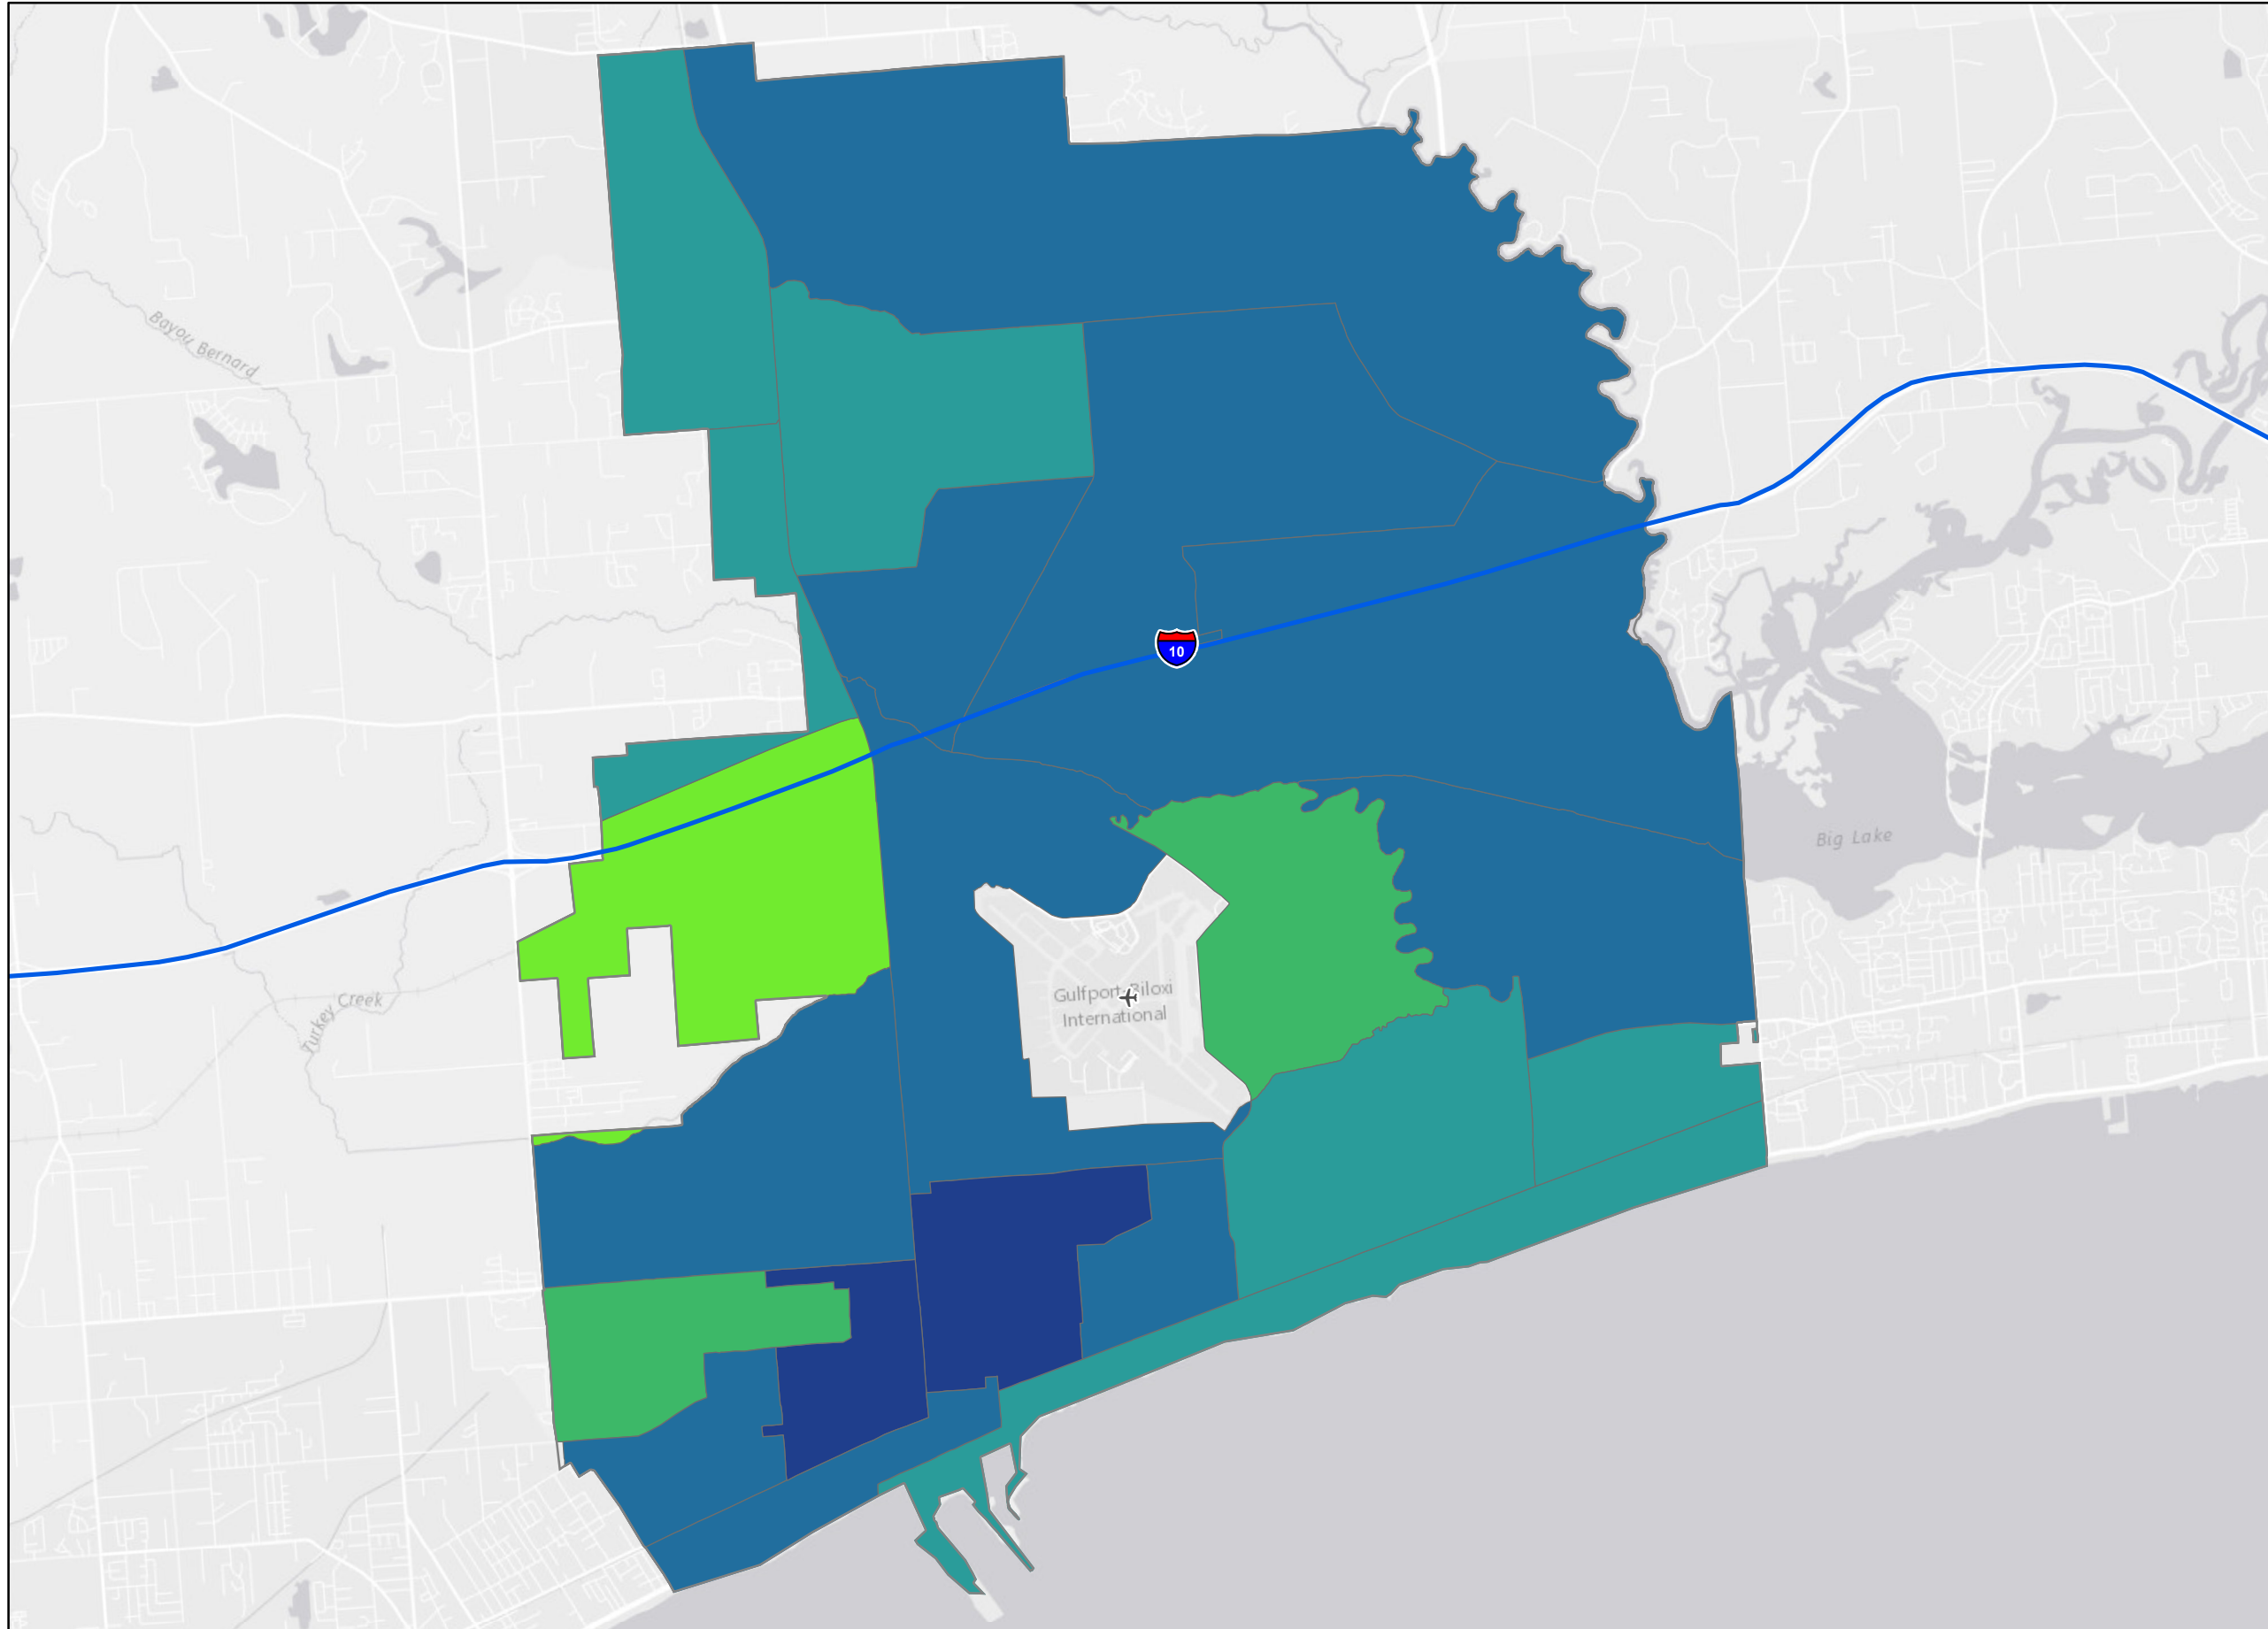 Bayou Bernard
10
Big Lake
Turkey Creek
Gulfport-Biloxi
International